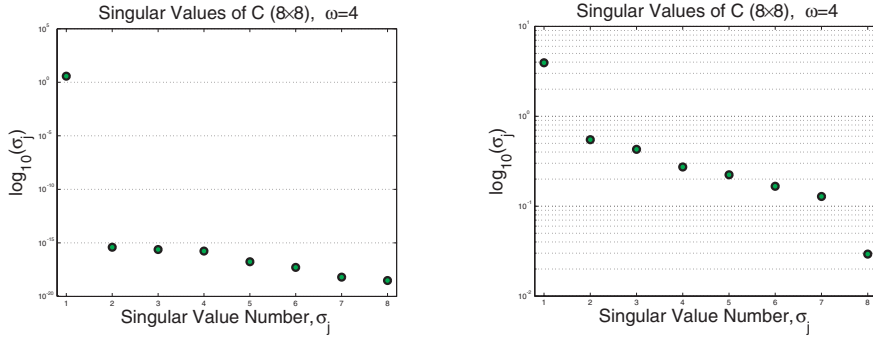 Singular Values of C (8×8), ω=4
10^5
10^0
10^-5
10^-10
10^-15
10^-20
log10(σj)
1 2 3 4 5 6 7 8
Singular Value Number, σj
Singular Values of C (8×8), ω=4
10^1
10^0
10^-1
10^-2
log10(σj)
1 2 3 4 5 6 7 8
Singular Value Number, σj